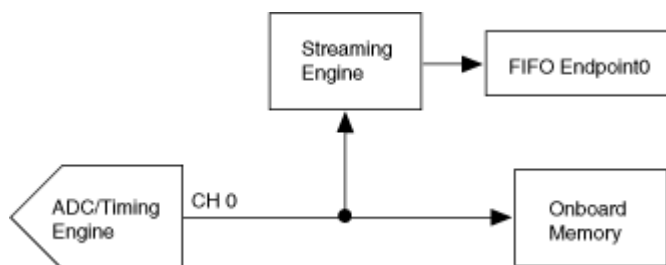 Streaming
Engine
FIFO Endpoint0
ADC/Timing
Engine
CH 0
Onboard
Memory